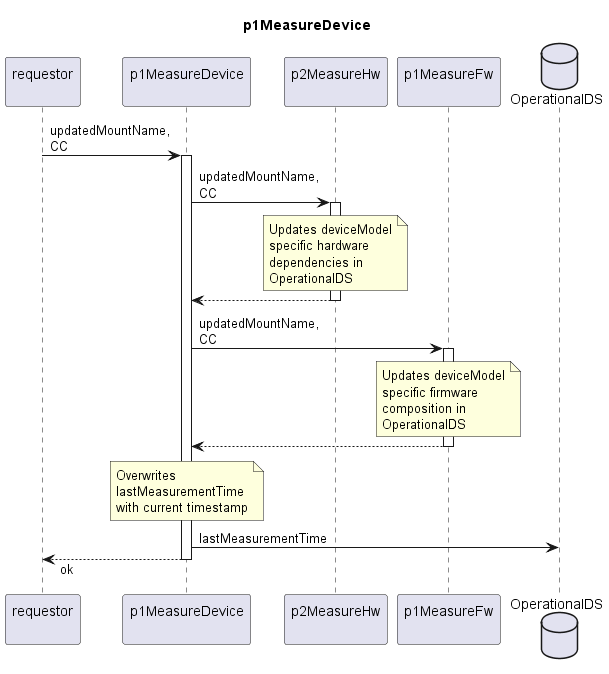 p1MeasureDevice
requestor
p1MeasureDevice
p2MeasureHw
p1MeasureFw
OperationalDS
updatedMountName,
CC
updatedMountName,
CC
Updates deviceModel
specific hardware
dependencies in
OperationalDS
updatedMountName,
CC
Updates deviceModel
specific firmware
composition in
OperationalDS
Overwrites
lastMeasurementTime
with current timestamp
lastMeasurementTime
ok
requestor
p1MeasureDevice
p2MeasureHw
p1MeasureFw
OperationalDS